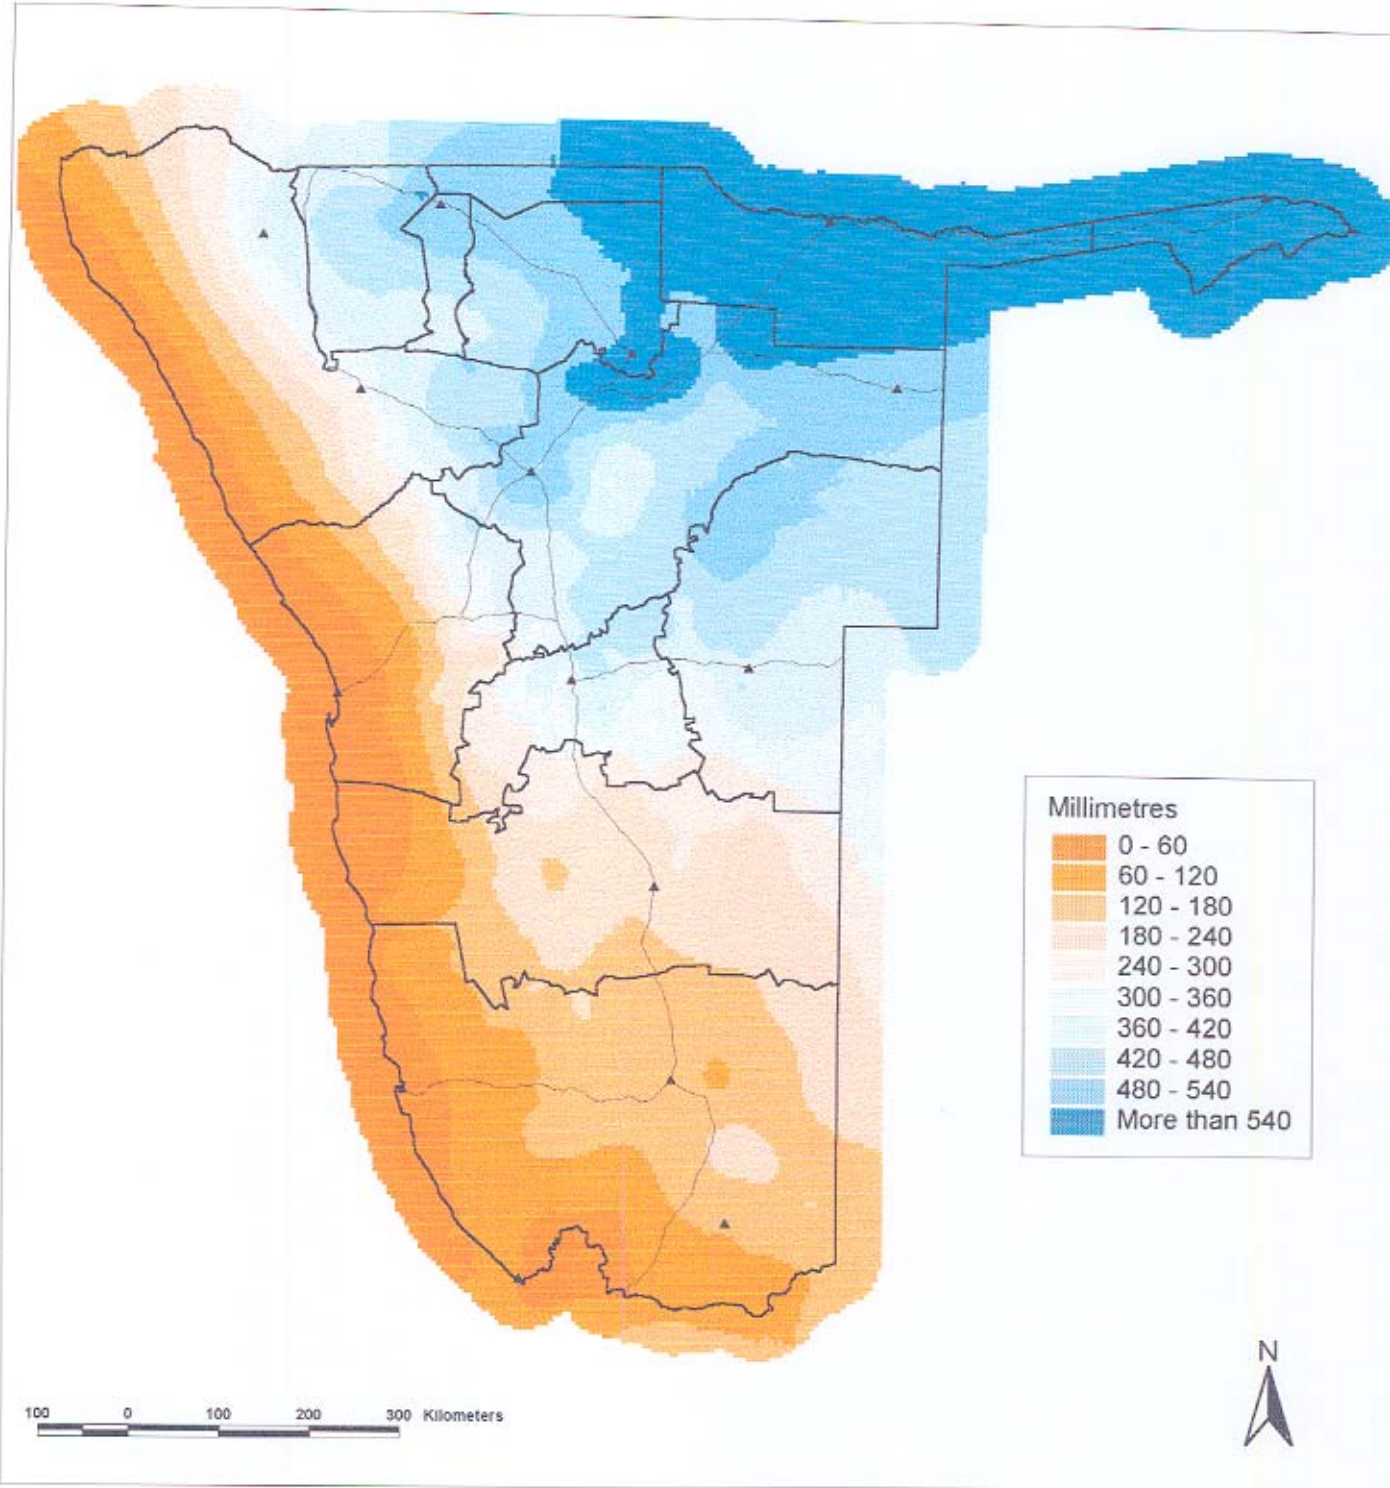 Millimetres
0 - 60
60 - 120
120 - 180
180 - 240
240 - 300
300 - 360
360 - 420
420 - 480
480 - 540
More than 540
N
100 0 100 200 300 Kilometers